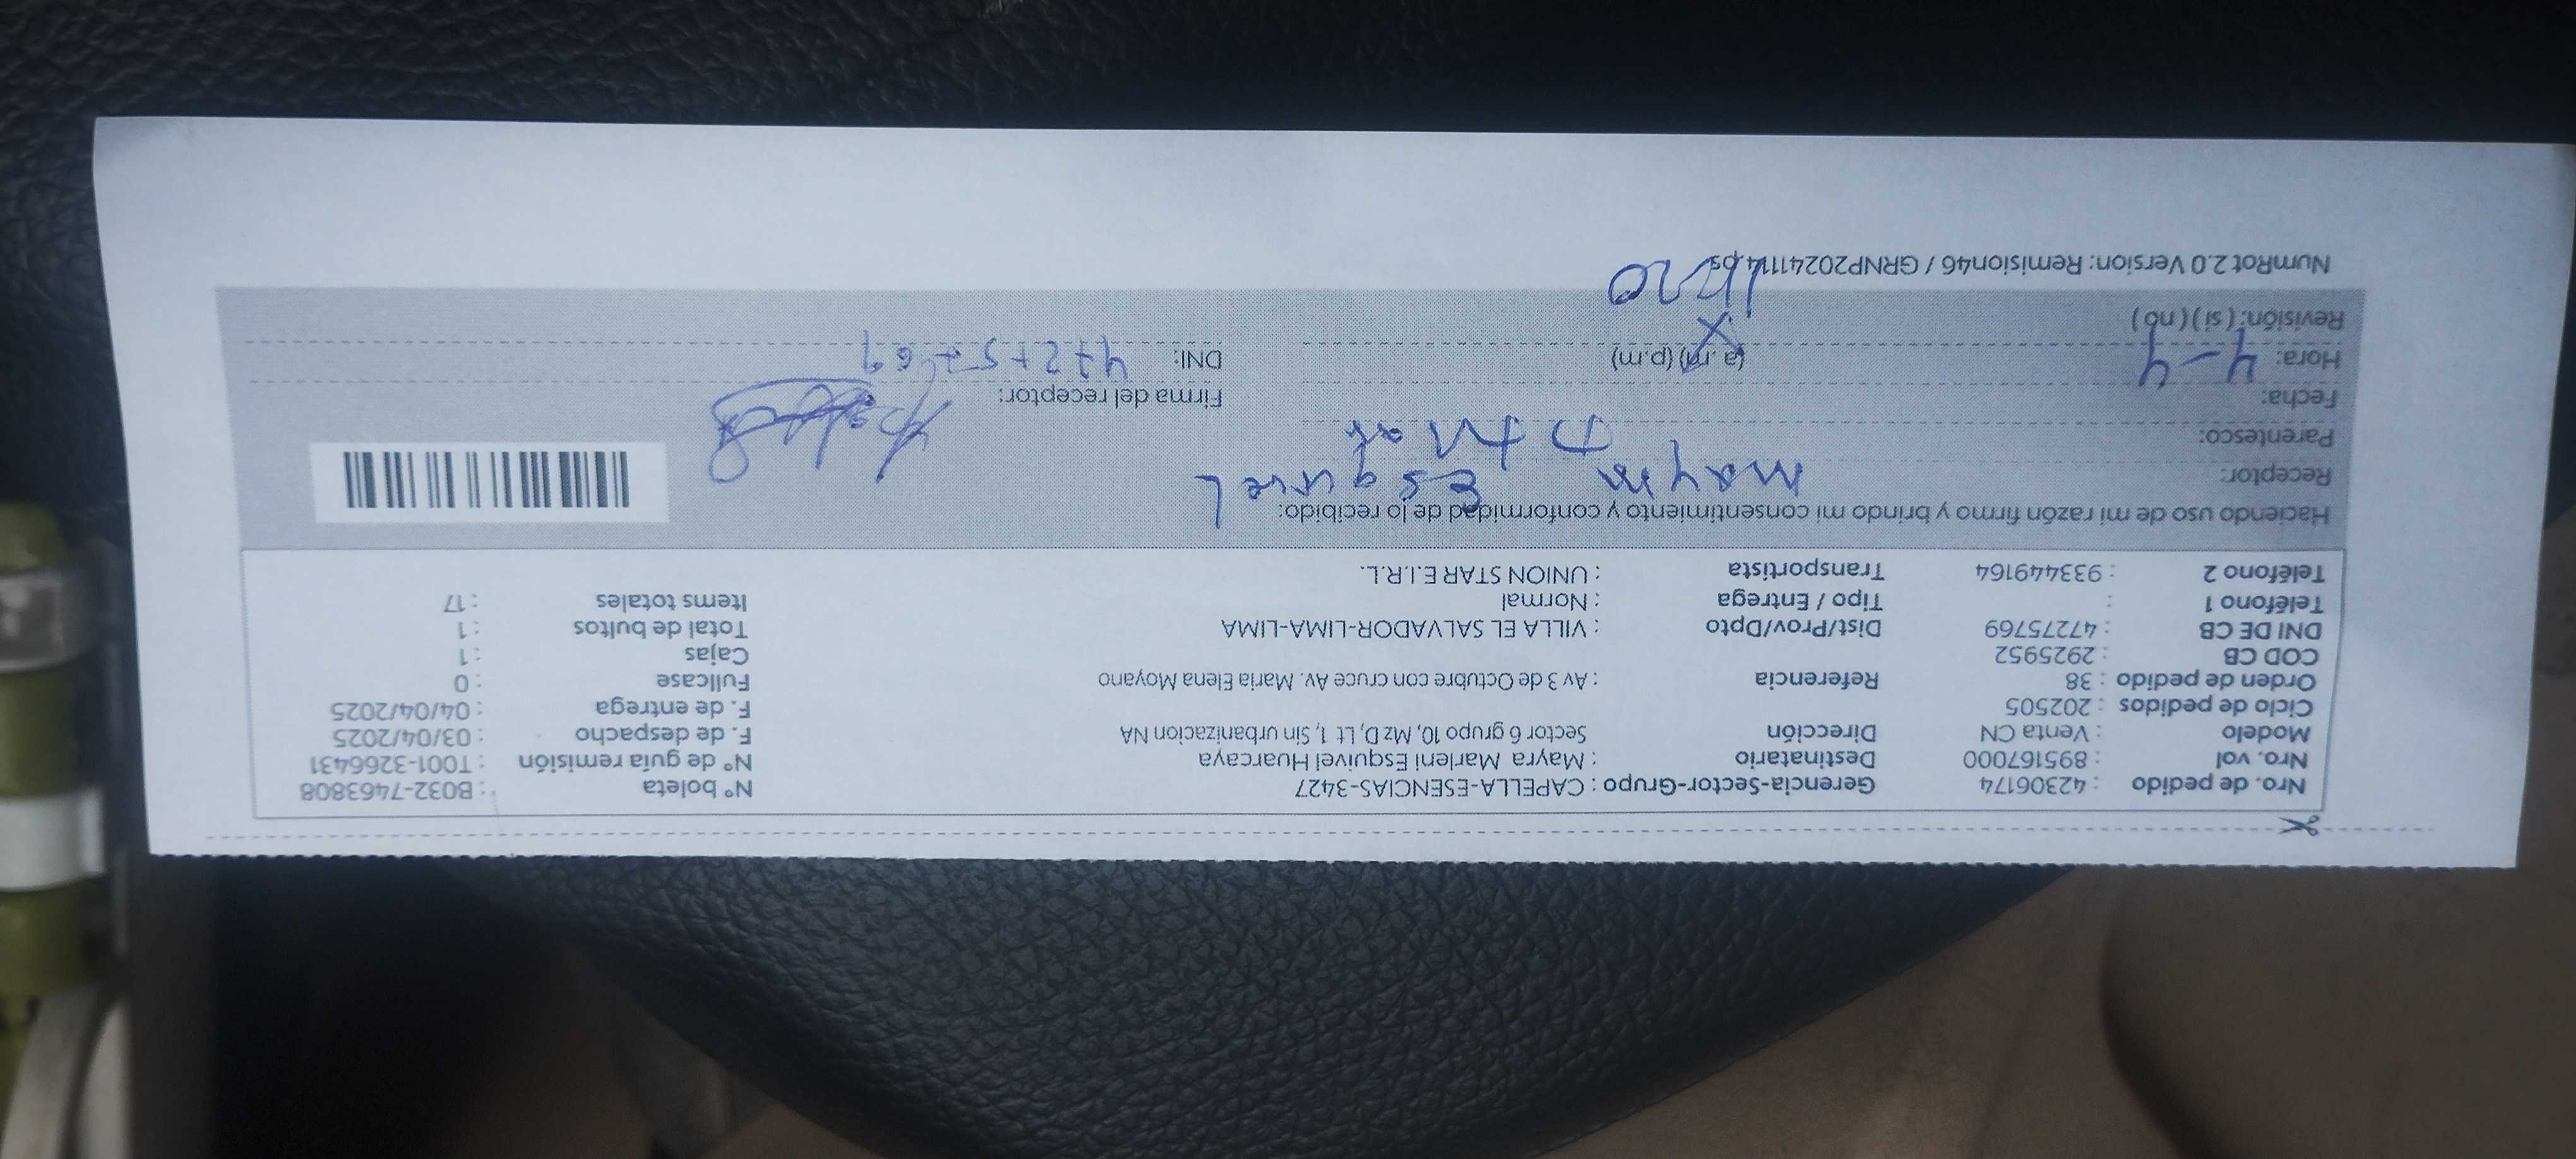 Nro. de pedido : 42306174 Gerencia-Sector-Grupo : CAPELLA-ESENCIAS-3427 N° boleta : B032-7463808
Nro. vol : 895167000 Destinatario : Mayra Marleni Esquivel Huarcaya N° de guía remisión : T001-3266431
Modelo : Venta CN Dirección Sector 6 grupo 10, Mz D, Lt 1, Sin urbanizacion NA F. de despacho : 03/04/2025
Ciclo de pedidos : 202505 F. de entrega : 04/04/2025
Orden de pedido : 38 Referencia : Av 3 de Octubre con cruce Av. Maria Elena Moyano Fullcase : 0
COD CB : 2925952 Cajas : 1
DNI DE CB : 47275769 Dist/Prov/Dpto : VILLA EL SALVADOR-LIMA-LIMA Total de bultos : 1
Teléfono 1 : Tipo / Entrega : Normal Items totales : 17
Teléfono 2 : 933449164 Transportista : UNION STAR E.I.R.L.
Haciendo uso de mi razón firmo y brindo mi consentimiento y conformidad de lo recibido:
Receptor: Mayra Esquivel
Parentesco:
Fecha: 4-4 Firma del receptor:
Hora: (a.m) (p.m) DNI: 47275769
Revisión: ( si ) ( no )
11:20
NumRot 2.0 Version: Remision46 / GRNP20241114.ps